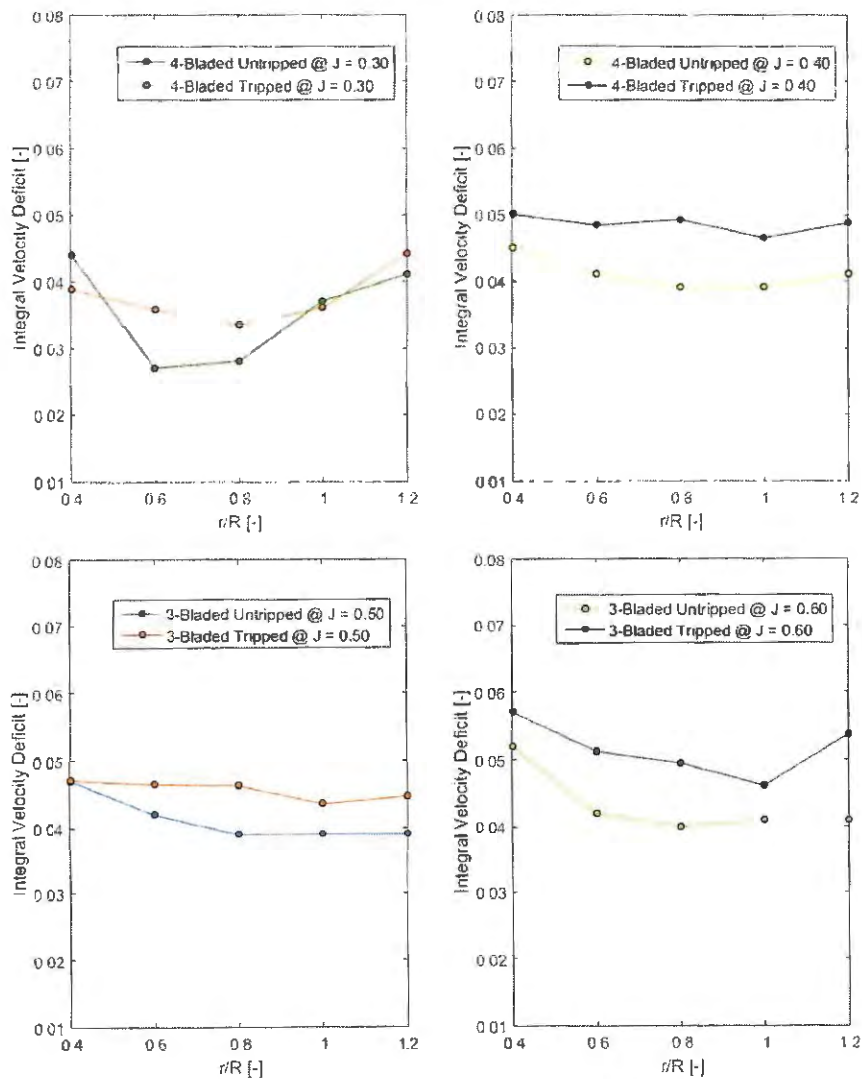 0.08
0.07
0.06
0.05
0.04
0.03
0.02
0.01
Integral Velocity Deficit [-]
4-Bladed Untripped @ J = 0.30
4-Bladed Tripped @ J = 0.30
0.4 0.6 0.8 1 1.2
r/R [-]
0.08
0.07
0.06
0.05
0.04
0.03
0.02
0.01
Integral Velocity Deficit [-]
4-Bladed Untripped @ J = 0.40
4-Bladed Tripped @ J = 0.40
0.4 0.6 0.8 1 1.2
r/R [-]
0.08
0.07
0.06
0.05
0.04
0.03
0.02
0.01
Integral Velocity Deficit [-]
3-Bladed Untripped @ J = 0.50
3-Bladed Tripped @ J = 0.50
0.4 0.6 0.8 1 1.2
r/R [-]
0.08
0.07
0.06
0.05
0.04
0.03
0.02
0.01
Integral Velocity Deficit [-]
3-Bladed Untripped @ J = 0.60
3-Bladed Tripped @ J = 0.60
0.4 0.6 0.8 1 1.2
r/R [-]